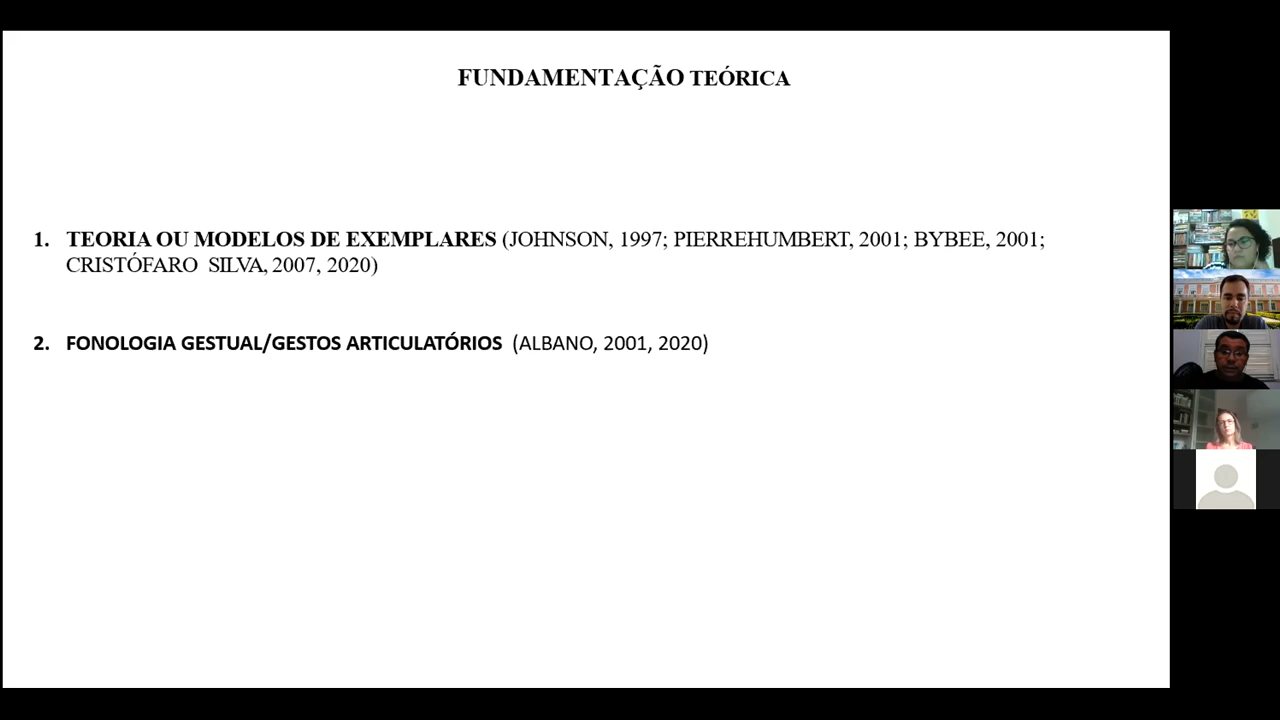 FUNDAMENTAÇÃO TEÓRICA
1. TEORIA OU MODELOS DE EXEMPLARES (JOHNSON, 1997; PIERREHUMBERT, 2001; BYBEE, 2001;
CRISTÓFARO SILVA, 2007, 2020)
2. FONOLOGIA GESTUAL/GESTOS ARTICULATÓRIOS (ALBANO, 2001, 2020)